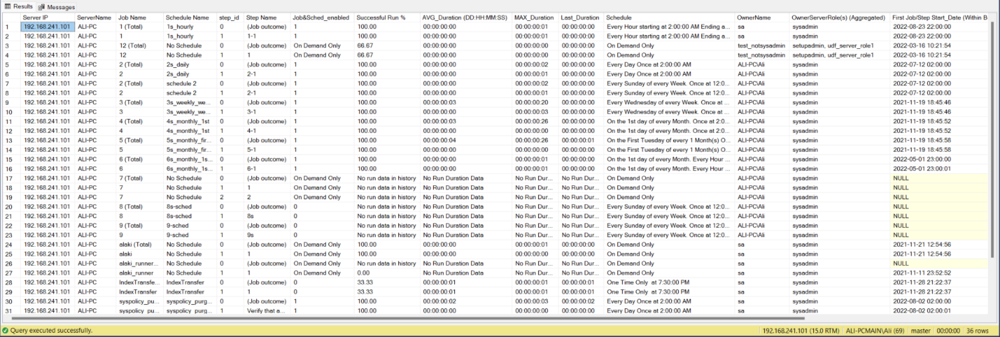 Results Messages
Server IP ServerName Job Name Schedule Name step_id Step Name Job&Sched_enabled Successful Run % AVG_Duration (DD:HH:MM:SS) MAX_Duration Last_Duration Schedule OwnerName OwnerServerRole(s) (Aggregated) First Job/Step Start_Date (Within B
1 192.168.241.101 ALI-PC 1 (Total) 1s_hourly 0 (Job outcome) 1 100.00 00:00:00:00 00:00:00:01 00:00:00:00 Every Hour starting at 2:00:00 AM Ending a... sa sysadmin 2022-08-23 22:00:00
2 192.168.241.101 ALI-PC 1 1s_hourly 1 1-1 1 100.00 00:00:00:00 00:00:00:01 00:00:00:00 Every Hour starting at 2:00:00 AM Ending a... sa sysadmin 2022-08-23 22:00:00
3 192.168.241.101 ALI-PC 12 (Total) No Schedule 0 (Job outcome) On Demand Only 66.67 00:00:00:00 00:00:00:00 00:00:00:00 On Demand Only test_notsysadmin setupadmin, udf_server_role1 2022-03-16 10:21:54
4 192.168.241.101 ALI-PC 12 No Schedule 1 1 On Demand Only 66.67 00:00:00:00 00:00:00:00 00:00:00:00 On Demand Only test_notsysadmin setupadmin, udf_server_role1 2022-03-16 10:21:54
5 192.168.241.101 ALI-PC 2 (Total) 2s_daily 0 (Job outcome) 1 100.00 00:00:00:00 00:00:00:02 00:00:00:00 Every Day Once at 2:00:00 AM ALI-PC\Ali sysadmin 2022-07-12 02:00:00
6 192.168.241.101 ALI-PC 2 2s_daily 1 2-1 1 100.00 00:00:00:00 00:00:00:01 00:00:00:00 Every Day Once at 2:00:00 AM ALI-PC\Ali sysadmin 2022-07-12 02:00:00
7 192.168.241.101 ALI-PC 2 (Total) schedule 2 0 (Job outcome) 1 100.00 00:00:00:00 00:00:00:02 00:00:00:00 Every Sunday of every Week. Once at 12:0... ALI-PC\Ali sysadmin 2022-07-12 02:00:00
8 192.168.241.101 ALI-PC 2 schedule 2 1 2-1 1 100.00 00:00:00:00 00:00:00:01 00:00:00:00 Every Sunday of every Week. Once at 12:0... ALI-PC\Ali sysadmin 2022-07-12 02:00:00
9 192.168.241.101 ALI-PC 3 (Total) 3s_weekly_we... 0 (Job outcome) 1 100.00 00:00:00:03 00:00:00:20 00:00:00:00 Every Wednesday of every Week. Once at ... ALI-PC\Ali sysadmin 2021-11-19 18:45:46
10 192.168.241.101 ALI-PC 3 3s_weekly_we... 1 3-1 1 100.00 00:00:00:00 00:00:00:03 00:00:00:00 Every Wednesday of every Week. Once at ... ALI-PC\Ali sysadmin 2021-11-19 18:45:46
11 192.168.241.101 ALI-PC 4 (Total) 4s_monthly_1st 0 (Job outcome) 1 100.00 00:00:00:03 00:00:00:26 00:00:00:00 On the 1st day of every Month. Once at 2:0... ALI-PC\Ali sysadmin 2021-11-19 18:45:52
12 192.168.241.101 ALI-PC 4 4s_monthly_1st 1 4-1 1 100.00 00:00:00:00 00:00:00:00 00:00:00:00 On the 1st day of every Month. Once at 2:0... ALI-PC\Ali sysadmin 2021-11-19 18:45:52
13 192.168.241.101 ALI-PC 5 (Total) 5s_monthly_fir... 0 (Job outcome) 1 100.00 00:00:00:04 00:00:00:26 00:00:00:01 On the First Tuesday of every 1 Month(s) O... ALI-PC\Ali sysadmin 2021-11-19 18:45:58
14 192.168.241.101 ALI-PC 5 5s_monthly_fir... 1 5-1 1 100.00 00:00:00:00 00:00:00:00 00:00:00:00 On the First Tuesday of every 1 Month(s) O... ALI-PC\Ali sysadmin 2021-11-19 18:45:58
15 192.168.241.101 ALI-PC 6 (Total) 6s_monthly_1s... 0 (Job outcome) 1 100.00 00:00:00:00 00:00:00:01 00:00:00:00 On the 1st day of every Month. Every Hour ... ALI-PC\Ali sysadmin 2022-05-01 23:00:00
16 192.168.241.101 ALI-PC 6 6s_monthly_1s... 1 6-1 1 100.00 00:00:00:00 00:00:00:01 00:00:00:00 On the 1st day of every Month. Every Hour ... ALI-PC\Ali sysadmin 2022-05-01 23:00:01
17 192.168.241.101 ALI-PC 7 (Total) No Schedule 0 (Job outcome) On Demand Only No run data in history No Run Duration Data No Run Dur... No Run Dur... On Demand Only ALI-PC\Ali sysadmin NULL
18 192.168.241.101 ALI-PC 7 No Schedule 1 1 On Demand Only No run data in history No Run Duration Data No Run Dur... No Run Dur... On Demand Only ALI-PC\Ali sysadmin NULL
19 192.168.241.101 ALI-PC 7 No Schedule 2 2 On Demand Only No run data in history No Run Duration Data No Run Dur... No Run Dur... On Demand Only ALI-PC\Ali sysadmin NULL
20 192.168.241.101 ALI-PC 8 (Total) 8s-sched 0 (Job outcome) 0 No run data in history No Run Duration Data No Run Dur... No Run Dur... Every Sunday of every Week. Once at 12:0... ALI-PC\Ali sysadmin NULL
21 192.168.241.101 ALI-PC 8 8s-sched 1 8s 0 No run data in history No Run Duration Data No Run Dur... No Run Dur... Every Sunday of every Week. Once at 12:0... ALI-PC\Ali sysadmin NULL
22 192.168.241.101 ALI-PC 9 (Total) 9-sched 0 (Job outcome) 0 No run data in history No Run Duration Data No Run Dur... No Run Dur... Every Sunday of every Week. Once at 12:0... ALI-PC\Ali sysadmin NULL
23 192.168.241.101 ALI-PC 9 9-sched 1 9s 0 No run data in history No Run Duration Data No Run Dur... No Run Dur... Every Sunday of every Week. Once at 12:0... ALI-PC\Ali sysadmin NULL
24 192.168.241.101 ALI-PC alaki (Total) No Schedule 0 (Job outcome) On Demand Only 100.00 00:00:00:00 00:00:00:00 00:00:00:00 On Demand Only sa sysadmin 2021-11-21 12:54:56
25 192.168.241.101 ALI-PC alaki No Schedule 1 1 On Demand Only 100.00 00:00:00:00 00:00:00:00 00:00:00:00 On Demand Only sa sysadmin 2021-11-21 12:54:56
26 192.168.241.101 ALI-PC alaki_runner... No Schedule 0 (Job outcome) On Demand Only No run data in history No Run Duration Data No Run Dur... No Run Dur... On Demand Only sa sysadmin NULL
27 192.168.241.101 ALI-PC alaki_runner No Schedule 1 1 On Demand Only 0.00 No Run Duration Data No Run Dur... No Run Dur... On Demand Only sa sysadmin 2021-11-11 23:52:52
28 192.168.241.101 ALI-PC IndexTransfe... IndexTransfer 0 (Job outcome) 0 33.33 00:00:00:01 00:00:00:01 00:00:00:01 One Time Only at 7:30:00 PM sa sysadmin 2021-11-28 21:22:37
29 192.168.241.101 ALI-PC IndexTransfer IndexTransfer 1 1 0 33.33 00:00:00:01 00:00:00:01 00:00:00:01 One Time Only at 7:30:00 PM sa sysadmin 2021-11-28 21:22:37
30 192.168.241.101 ALI-PC syspolicy_pu... syspolicy_purg... 0 (Job outcome) 1 100.00 00:00:00:02 00:00:00:03 00:00:00:02 Every Day Once at 2:00:00 AM sa sysadmin 2022-08-02 02:00:00
31 192.168.241.101 ALI-PC syspolicy_pu... syspolicy_purg... 1 Verify that a... 1 100.00 00:00:00:00 00:00:00:00 00:00:00:00 Every Day Once at 2:00:00 AM sa sysadmin 2022-08-02 02:00:01
Query executed successfully. 192.168.241.101 (15.0 RTM) ALI-PCMAIN\Ali (69) master 00:00:00 36 rows